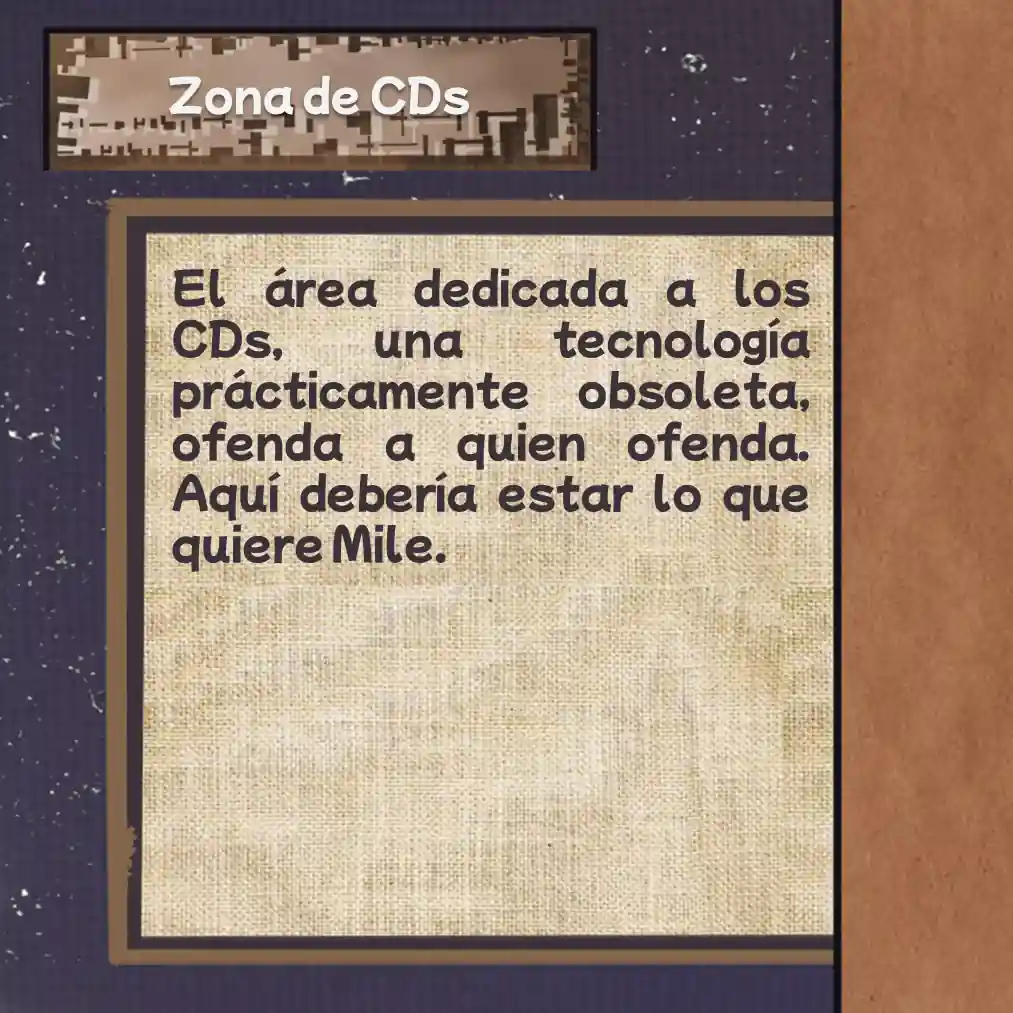 Zona de CDs
El área dedicada a los
CDs, una tecnología
prácticamente obsoleta,
ofenda a quien ofenda.
Aquí debería estar lo que
quiere Mile.